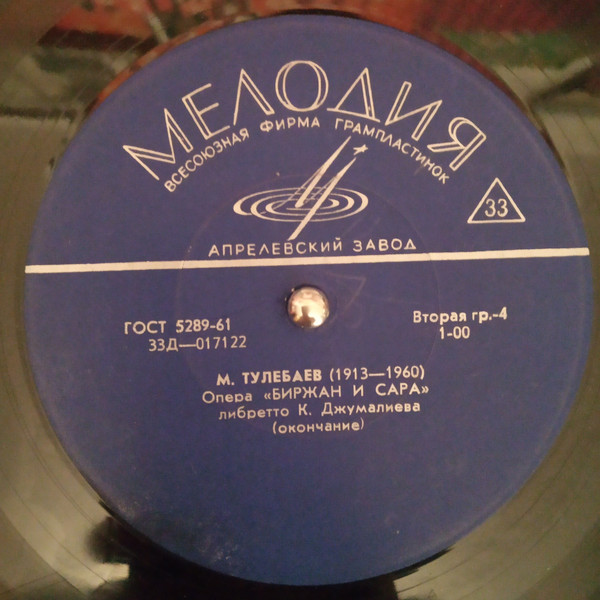 МЕЛОДИЯ
ВСЕСОЮЗНАЯ ФИРМА ГРАМПЛАСТИНОК
33
АПРЕЛЕВСКИЙ ЗАВОД
ГОСТ 5289-61
33Д—017122
Вторая гр.-4
1-00
М. ТУЛЕБАЕВ (1913—1960)
Опера «БИРЖАН И САРА»
либретто К. Джумалиева
(окончание)